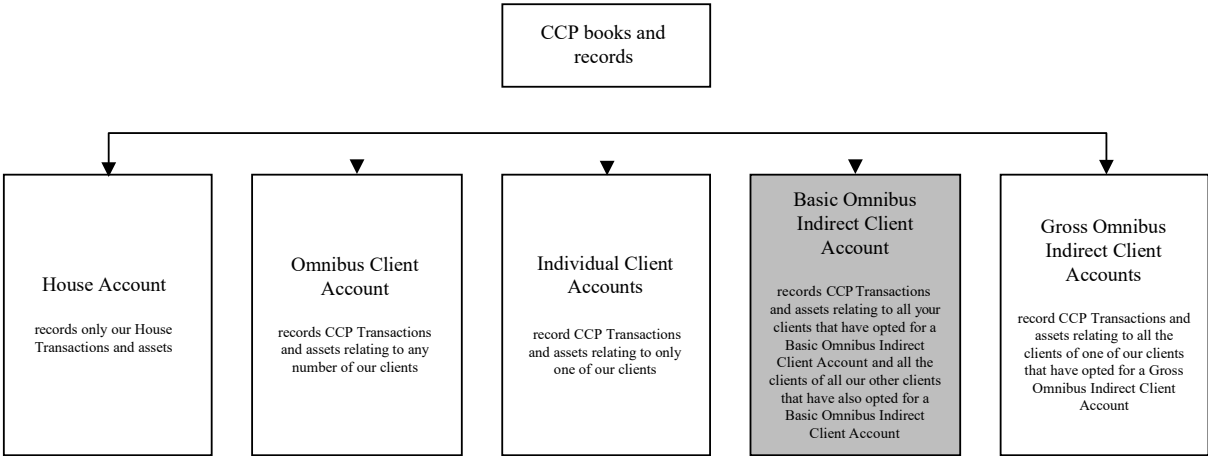 CCP books and
records
House Account
records only our House
Transactions and assets
Omnibus Client
Account
records CCP Transactions
and assets relating to any
number of our clients
Individual Client
Accounts
record CCP Transactions
and assets relating to only
one of our clients
Basic Omnibus
Indirect Client
Account
records CCP Transactions
and assets relating to all your
clients that have opted for a
Basic Omnibus Indirect
Client Account and all the
clients of all our other clients
that have also opted for a
Basic Omnibus Indirect
Client Account
Gross Omnibus
Indirect Client
Accounts
record CCP Transactions and
assets relating to all the
clients of one of our clients
that have opted for a Gross
Omnibus Indirect Client
Account